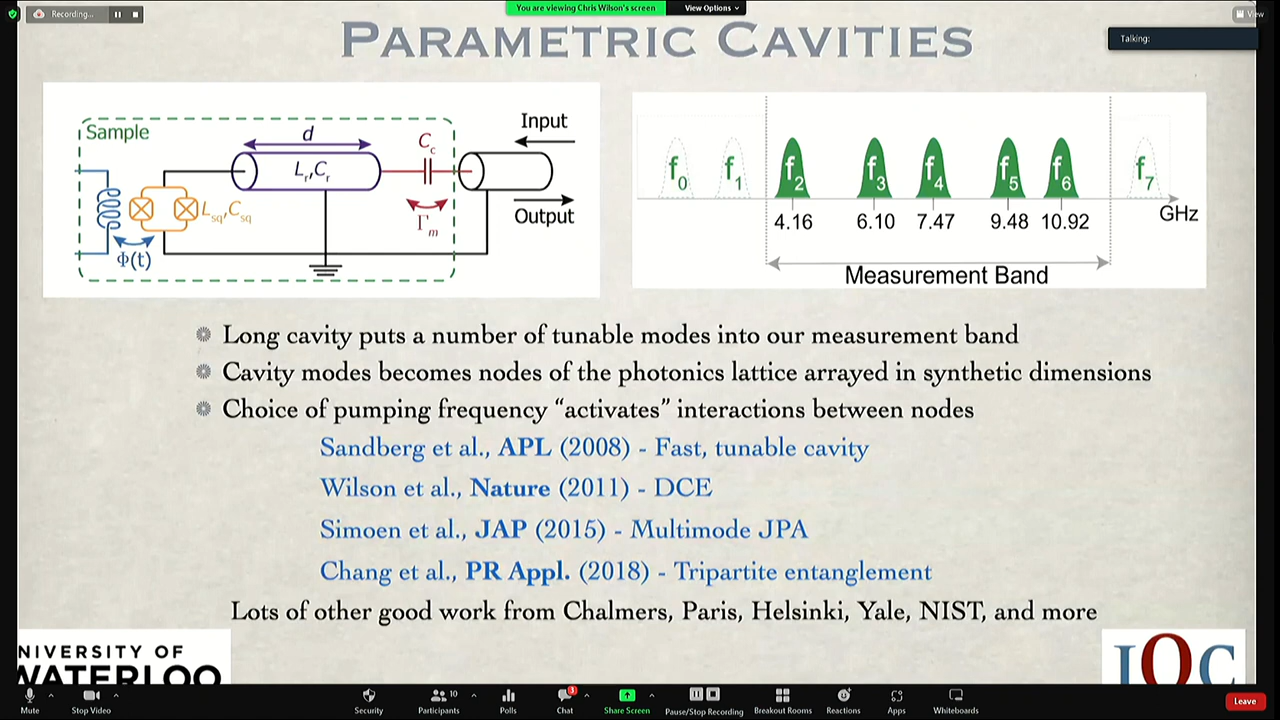 Recording...
You are viewing Chris Wilson's screen
View Options
View
Talking:
PARAMETRIC CAVITIES
Sample
d
Lr,Cr
Cc
Input
Output
Γm
Lsq,Csq
Φ(t)
f0 f1 f2 f3 f4 f5 f6 f7
4.16 6.10 7.47 9.48 10.92
GHz
Measurement Band
Long cavity puts a number of tunable modes into our measurement band
Cavity modes becomes nodes of the photonics lattice arrayed in synthetic dimensions
Choice of pumping frequency “activates” interactions between nodes
Sandberg et al., APL (2008) - Fast, tunable cavity
Wilson et al., Nature (2011) - DCE
Simoen et al., JAP (2015) - Multimode JPA
Chang et al., PR Appl. (2018) - Tripartite entanglement
Lots of other good work from Chalmers, Paris, Helsinki, Yale, NIST, and more
NIVERSITY OF
WATERLOO
IQC
10
3
Mute
Stop Video
Security
Participants
Polls
Chat
Share Screen
Pause/Stop Recording
Breakout Rooms
Reactions
Apps
Whiteboards
Leave